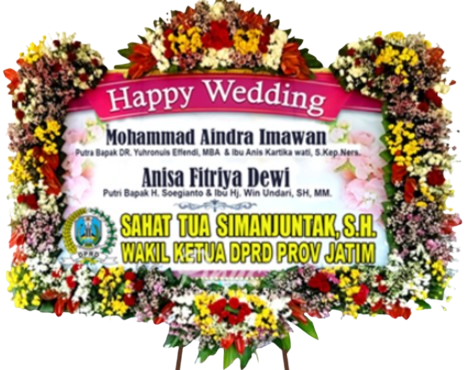 Happy Wedding
Mohammad Aindra Imawan
Putra Bapak DR. Yuhronuis Effendi, MBA & Ibu Anis Kartika wati, S.Kep.Ners.
Anisa Fitriya Dewi
Putri Bapak H. Soegianto & Ibu Hj. Win Undari, SH, MM.
SAHAT TUA SIMANJUNTAK, S.H.
WAKIL KETUA DPRD PROV JATIM
DPRD